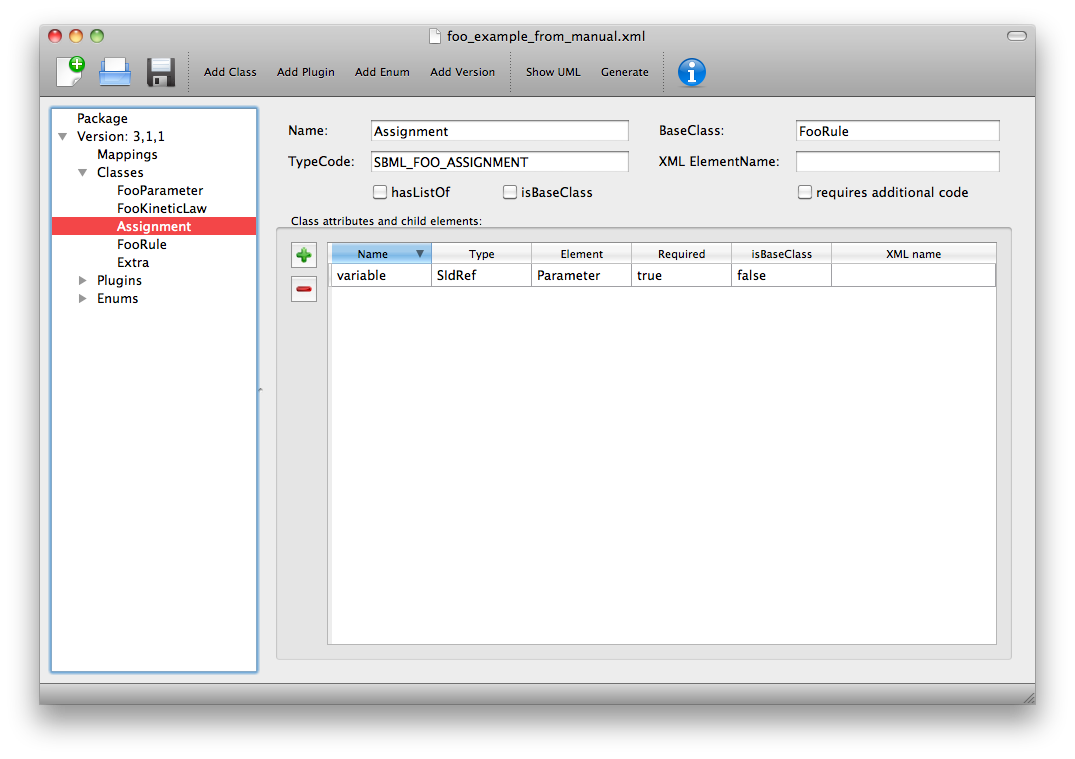 foo_example_from_manual.xml
Add Class Add Plugin Add Enum Add Version Show UML Generate
Package
Version: 3,1,1
Mappings
Classes
FooParameter
FooKineticLaw
Assignment
FooRule
Extra
Plugins
Enums
Name: Assignment BaseClass: FooRule
TypeCode: SBML_FOO_ASSIGNMENT XML ElementName:
hasListOf isBaseClass requires additional code
Class attributes and child elements:
Name Type Element Required isBaseClass XML name
variable SIdRef Parameter true false